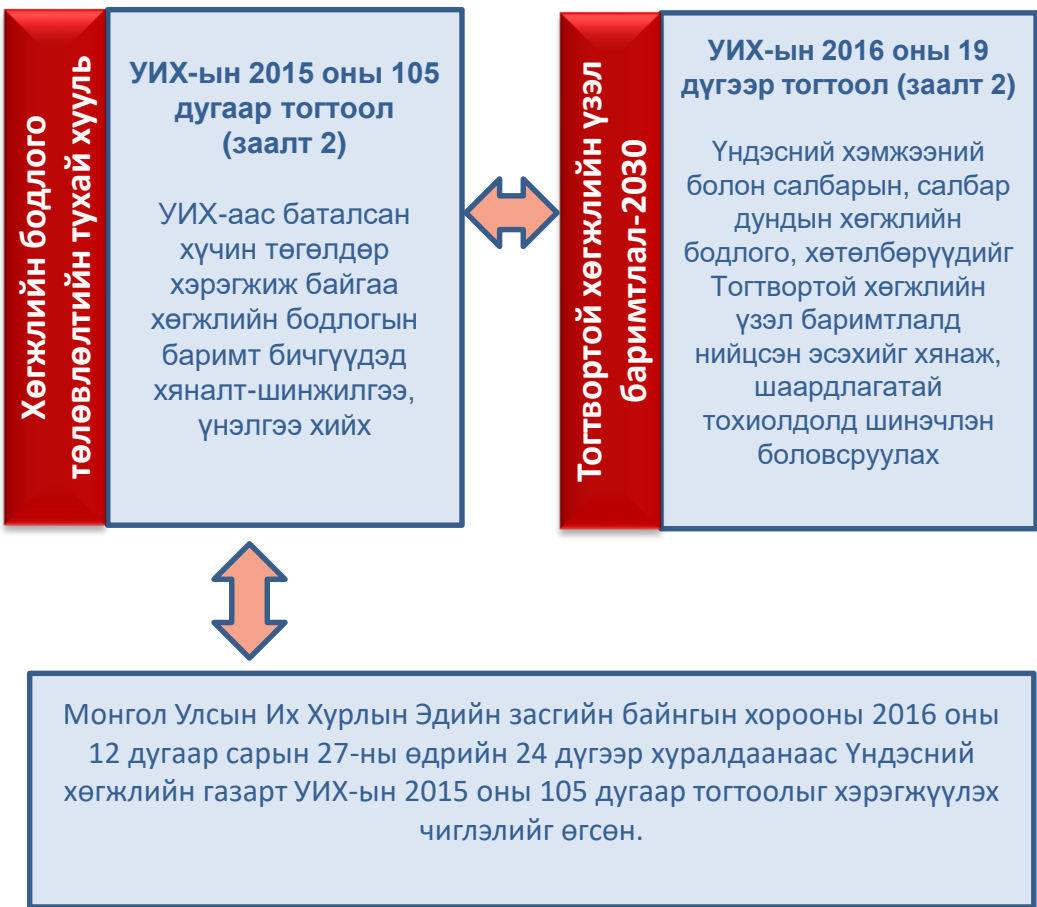 Хөгжлийн бодлого
төлөвлөлтийн тухай хууль
УИХ-ын 2015 оны 105
дугаар тогтоол
(заалт 2)
УИХ-аас баталсан
хүчин төгөлдөр
хэрэгжиж байгаа
хөгжлийн бодлогын
баримт бичгүүдэд
хяналт-шинжилгээ,
үнэлгээ хийх
Тогтвортой хөгжлийн үзэл
баримтлал-2030
УИХ-ын 2016 оны 19
дүгээр тогтоол (заалт 2)
Үндэсний хэмжээний
болон салбарын, салбар
дундын хөгжлийн
бодлого, хөтөлбөрүүдийг
Тогтвортой хөгжлийн
үзэл баримтлалд
нийцсэн эсэхийг хянаж,
шаардлагатай
тохиолдолд шинэчлэн
боловсруулах
Монгол Улсын Их Хурлын Эдийн засгийн байнгын хорооны 2016 оны
12 дугаар сарын 27-ны өдрийн 24 дүгээр хуралдаанаас Үндэсний
хөгжлийн газарт УИХ-ын 2015 оны 105 дугаар тогтоолыг хэрэгжүүлэх
чиглэлийг өгсөн.